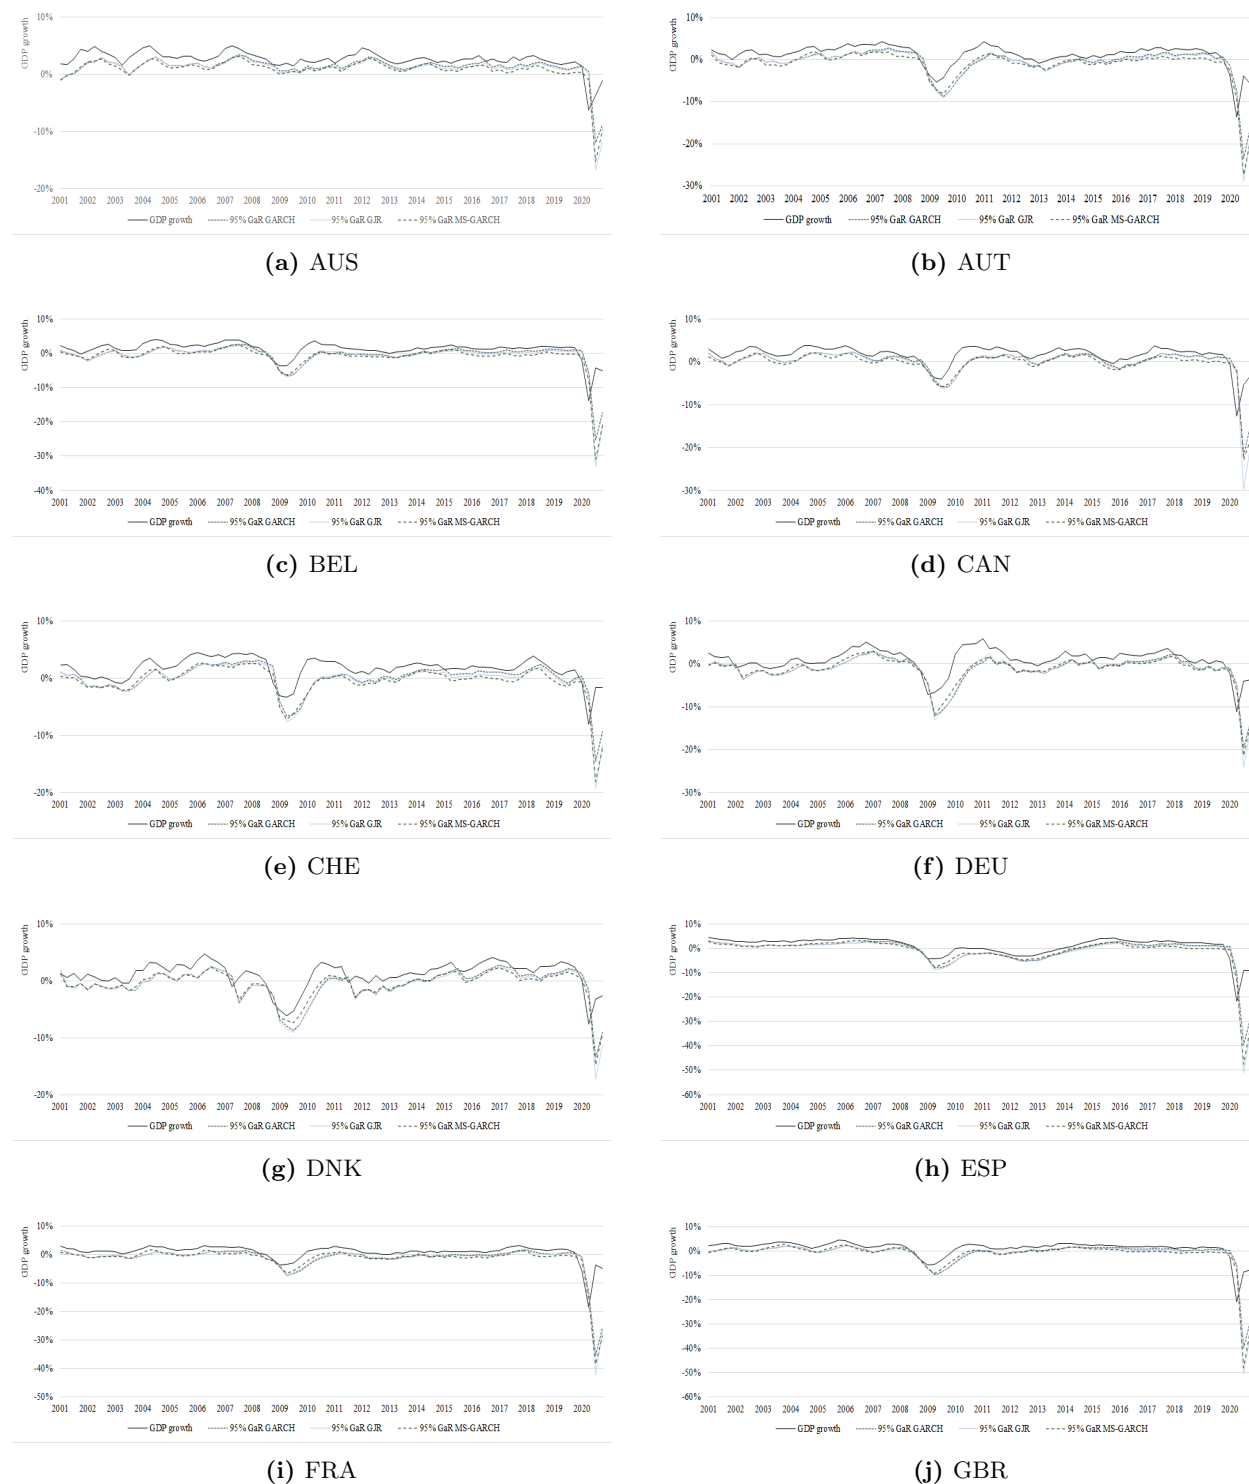 GDP growth
10%
0%
-10%
-20%
2001 2002 2003 2004 2005 2006 2007 2008 2009 2010 2011 2012 2013 2014 2015 2016 2017 2018 2019 2020
GDP growth 95% GaR GARCH 95% GaR GJR 95% GaR MS-GARCH
(a) AUS
GDP growth
10%
0%
-10%
-20%
-30%
2001 2002 2003 2004 2005 2006 2007 2008 2009 2010 2011 2012 2013 2014 2015 2016 2017 2018 2019 2020
GDP growth 95% GaR GARCH 95% GaR GJR 95% GaR MS-GARCH
(b) AUT
GDP growth
10%
0%
-10%
-20%
-30%
-40%
2001 2002 2003 2004 2005 2006 2007 2008 2009 2010 2011 2012 2013 2014 2015 2016 2017 2018 2019 2020
GDP growth 95% GaR GARCH 95% GaR GJR 95% GaR MS-GARCH
(c) BEL
GDP growth
10%
0%
-10%
-20%
-30%
2001 2002 2003 2004 2005 2006 2007 2008 2009 2010 2011 2012 2013 2014 2015 2016 2017 2018 2019 2020
GDP growth 95% GaR GARCH 95% GaR GJR 95% GaR MS-GARCH
(d) CAN
GDP growth
10%
0%
-10%
-20%
2001 2002 2003 2004 2005 2006 2007 2008 2009 2010 2011 2012 2013 2014 2015 2016 2017 2018 2019 2020
GDP growth 95% GaR GARCH 95% GaR GJR 95% GaR MS-GARCH
(e) CHE
GDP growth
10%
0%
-10%
-20%
-30%
2001 2002 2003 2004 2005 2006 2007 2008 2009 2010 2011 2012 2013 2014 2015 2016 2017 2018 2019 2020
GDP growth 95% GaR GARCH 95% GaR GJR 95% GaR MS-GARCH
(f) DEU
GDP growth
10%
0%
-10%
-20%
2001 2002 2003 2004 2005 2006 2007 2008 2009 2010 2011 2012 2013 2014 2015 2016 2017 2018 2019 2020
GDP growth 95% GaR GARCH 95% GaR GJR 95% GaR MS-GARCH
(g) DNK
GDP growth
10%
0%
-10%
-20%
-30%
-40%
-50%
-60%
2001 2002 2003 2004 2005 2006 2007 2008 2009 2010 2011 2012 2013 2014 2015 2016 2017 2018 2019 2020
GDP growth 95% GaR GARCH 95% GaR GJR 95% GaR MS-GARCH
(h) ESP
GDP growth
10%
0%
-10%
-20%
-30%
-40%
-50%
2001 2002 2003 2004 2005 2006 2007 2008 2009 2010 2011 2012 2013 2014 2015 2016 2017 2018 2019 2020
GDP growth 95% GaR GARCH 95% GaR GJR 95% GaR MS-GARCH
(i) FRA
GDP growth
10%
0%
-10%
-20%
-30%
-40%
-50%
-60%
2001 2002 2003 2004 2005 2006 2007 2008 2009 2010 2011 2012 2013 2014 2015 2016 2017 2018 2019 2020
GDP growth 95% GaR GARCH 95% GaR GJR 95% GaR MS-GARCH
(j) GBR